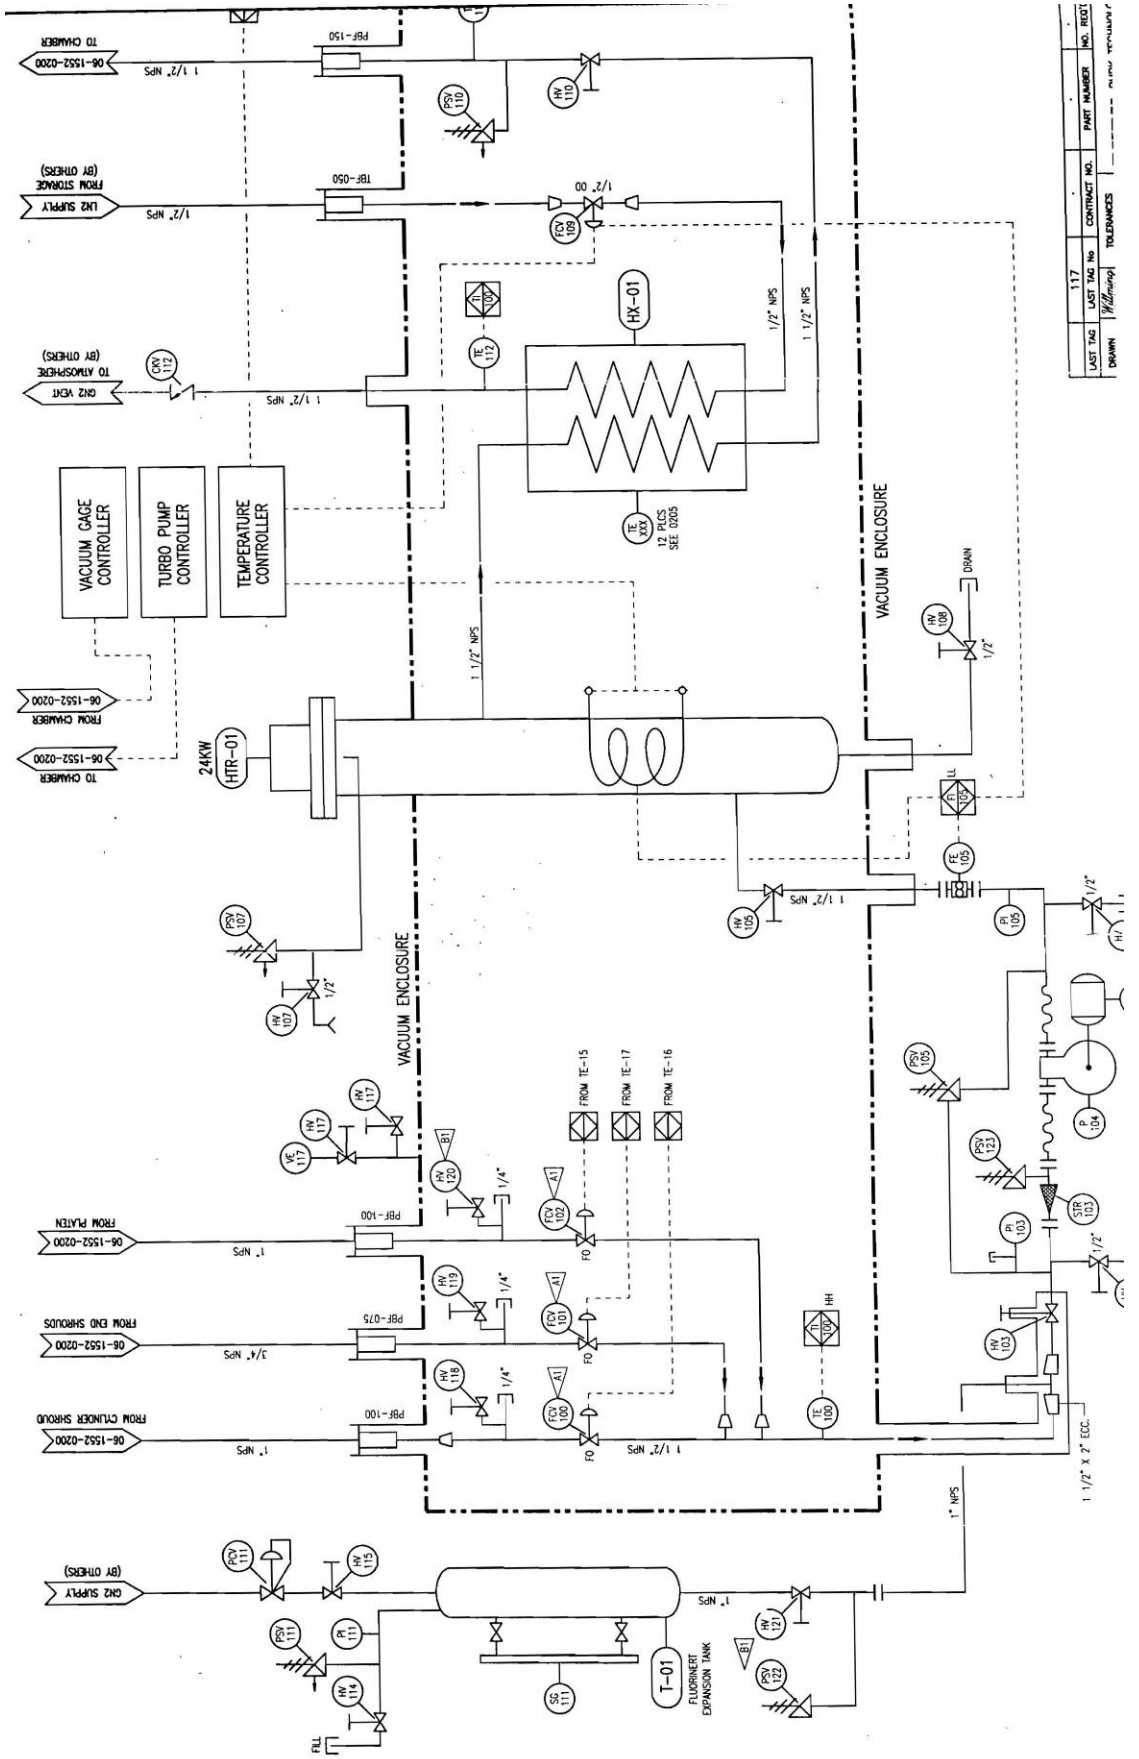 TO CHAMBER
06-1552-0200
1 1/2" NPS
PBF-150
PSV
110
HV
110
FROM STORAGE
(BY OTHERS)
LN2 SUPPLY
1/2" NPS
TBF-050
1/2" OD
FCV
109
TO ATMOSPHERE
(BY OTHERS)
GN2 VENT
CKV
112
1 1/2" NPS
TI
100
TE
112
HX-01
1/2" NPS
1 1/2" NPS
TE
XXX
12 PLCS
SEE 0205
VACUUM GAGE
CONTROLLER
TURBO PUMP
CONTROLLER
TEMPERATURE
CONTROLLER
FROM CHAMBER
06-1552-0200
TO CHAMBER
06-1552-0200
24KW
HTR-01
1 1/2" NPS
VACUUM ENCLOSURE
HV
108
1/2"
DRAIN
PSV
107
HV
107
1/2"
VACUUM ENCLOSURE
HV
105
1 1/2" NPS
FI
105
LL
FE
105
PI
105
1/2"
PSV
105
P
104
PSV
123
STR
103
PI
103
1/2"
HV
103
1 1/2" X 2" ECC.
VE
117
HV
117
HV
117
FROM PLATEN
06-1552-0200
1" NPS
PBF-100
HV
120
B1
1/4"
FCV
102
A1
FO
FROM TE-15
FROM TE-17
FROM TE-16
FROM END SHROUDS
06-1552-0200
3/4" NPS
PBF-075
HV
119
1/4"
FCV
101
A1
FO
FROM CYLINDER SHROUD
06-1552-0200
1" NPS
PBF-100
HV
118
1/4"
FCV
100
A1
FO
1 1/2" NPS
TI
100
HH
TE
100
GN2 SUPPLY
(BY OTHERS)
PCV
111
HV
115
PSV
111
PI
111
HV
114
FILL
SG
111
T-01
FLUORINERT
EXPANSION TANK
1" NPS
HV
121
B1
PSV
122
1" NPS
117
LAST TAG
LAST TAG No
CONTRACT NO.
PART NUMBER
NO. REQ'D
DRAWN
TOLERANCES